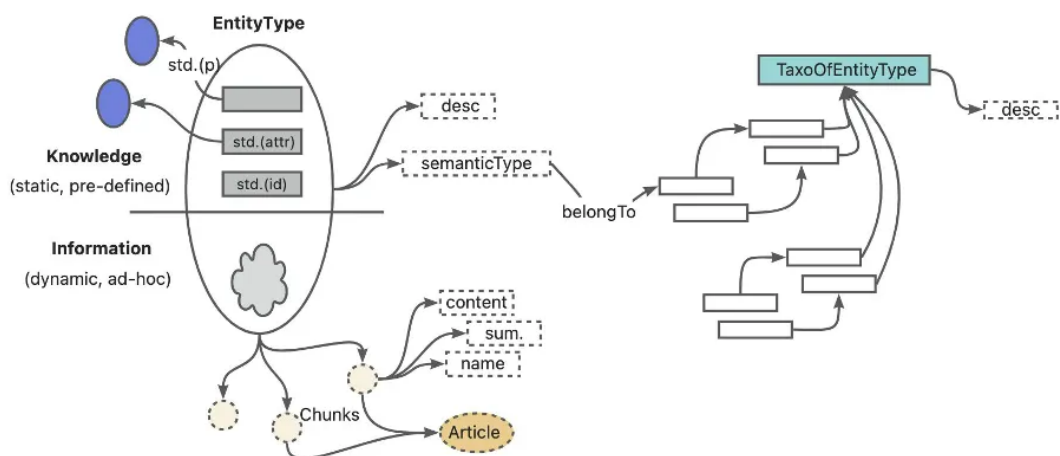 EntityType
std.(p)
std.(attr)
std.(id)
Knowledge
(static, pre-defined)
Information
(dynamic, ad-hoc)
desc
semanticType
belongTo
TaxoOfEntityType
desc
content
sum.
name
Chunks
Article